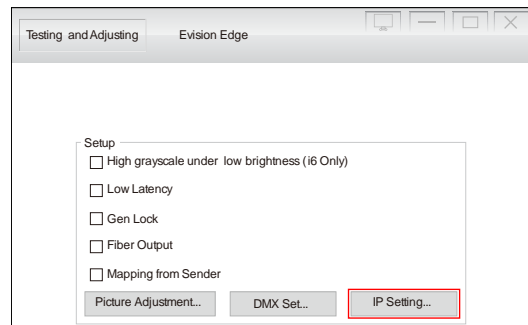 Testing and Adjusting Evision Edge
Setup
High grayscale under low brightness (i6 Only)
Low Latency
Gen Lock
Fiber Output
Mapping from Sender
Picture Adjustment... DMX Set... IP Setting...